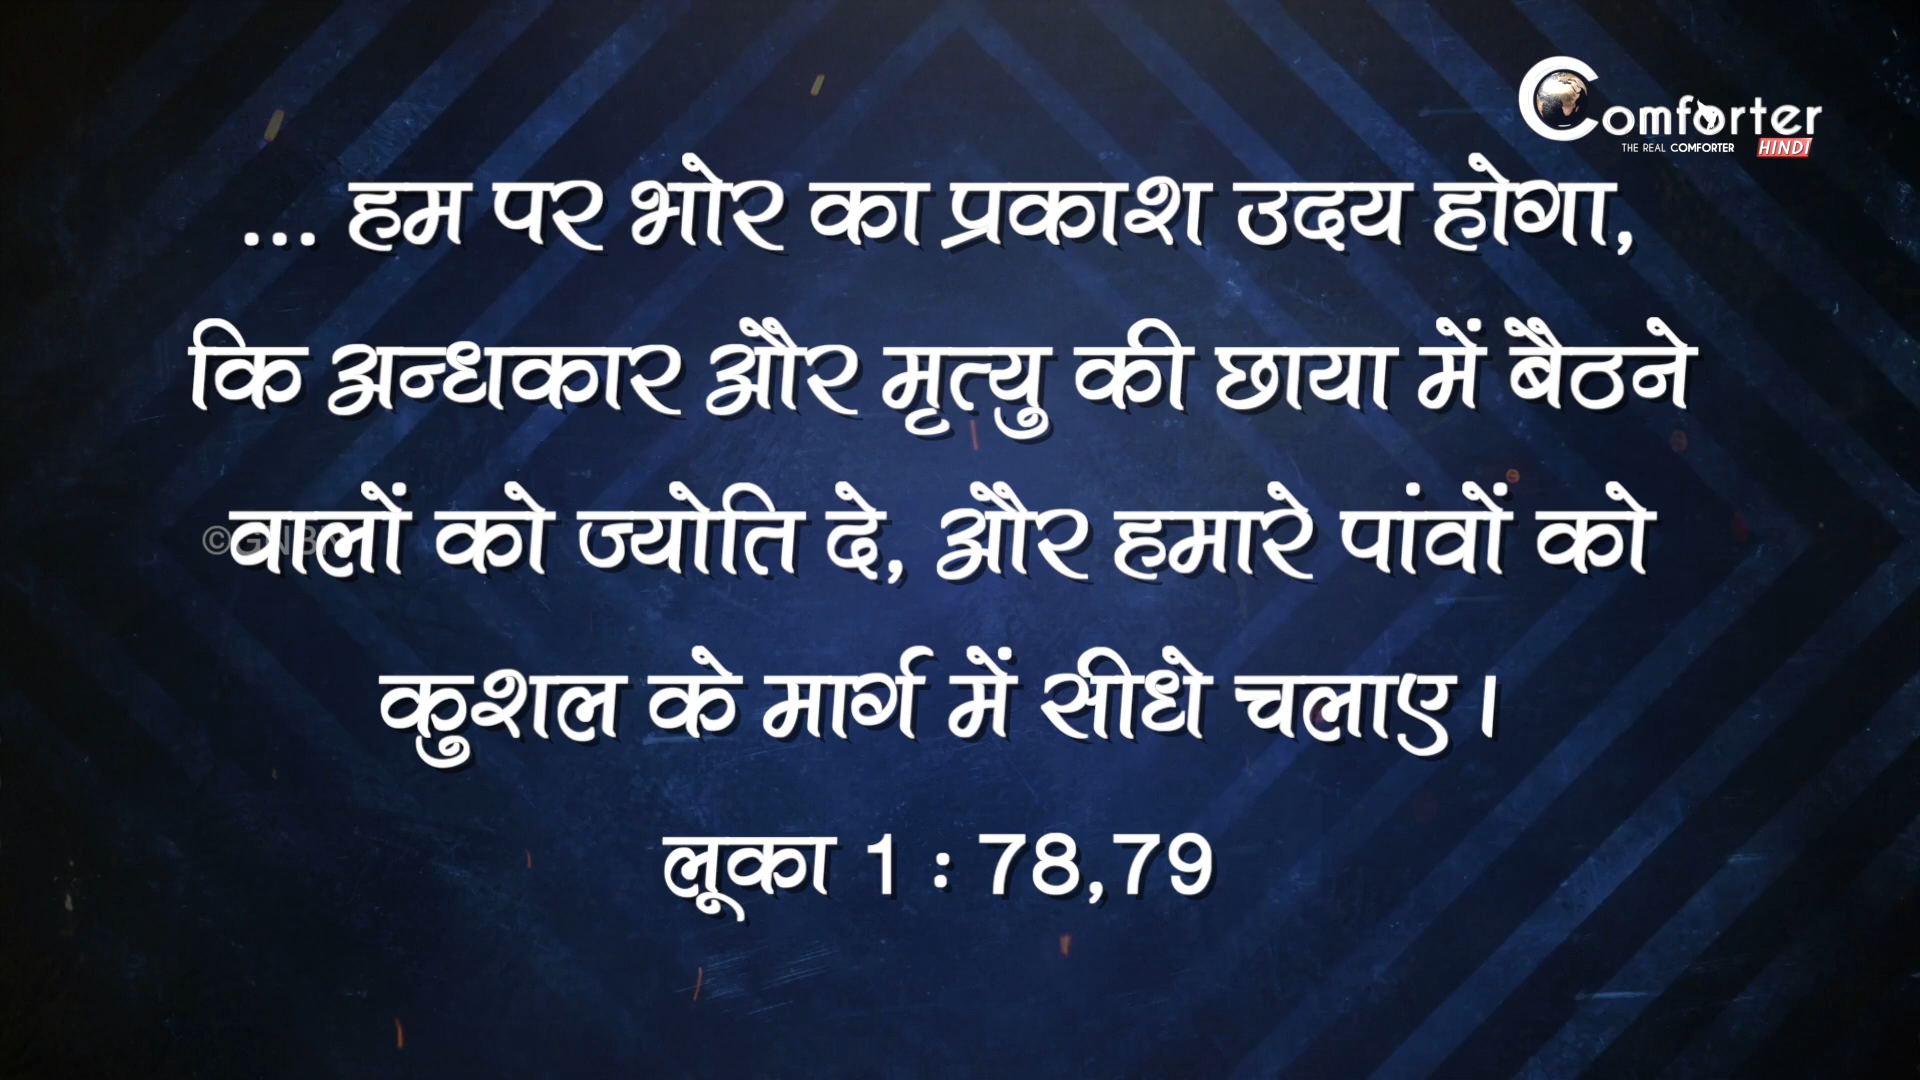 Comforter
THE REAL COMFORTER HINDI
... हम पर भोर का प्रकाश उदय होगा,
कि अन्धकार और मृत्यु की छाया में बैठने
वालों को ज्योति दे, और हमारे पांवों को
कुशल के मार्ग में सीधे चलाए।
लूका 1 : 78,79